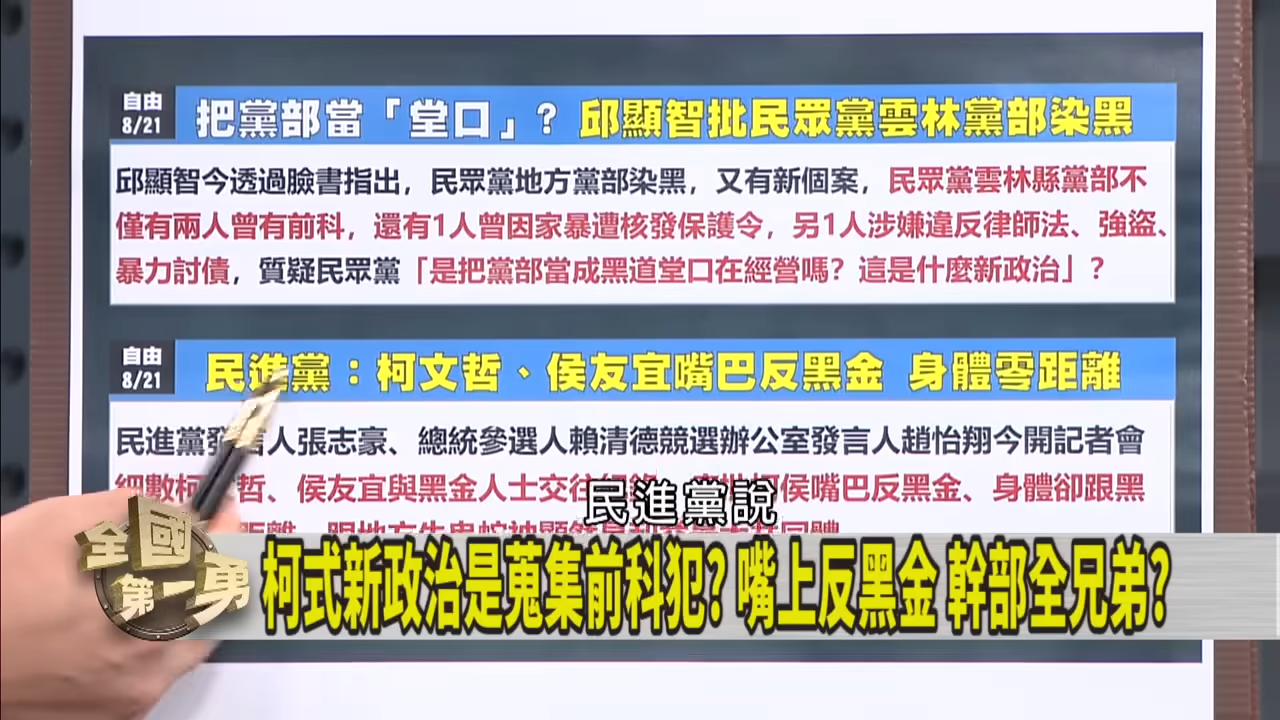 自由
8/21
把黨部當「堂口」? 邱顯智批民眾黨雲林黨部染黑
邱顯智今透過臉書指出，民眾黨地方黨部染黑，又有新個案，民眾黨雲林縣黨部不
僅有兩人曾有前科，還有1人曾因家暴遭核發保護令，另1人涉嫌違反律師法、強盜、
暴力討債，質疑民眾黨「是把黨部當成黑道堂口在經營嗎？這是什麼新政治」？
自由
8/21
民進黨：柯文哲、侯友宜嘴巴反黑金 身體零距離
民進黨發言人張志豪、總統參選人賴清德競選辦公室發言人趙怡翔今開記者會
細數柯文哲、侯友宜與黑金人士交往 侯嘴巴反黑金、身體卻跟黑
民進黨說
全國第一勇
柯式新政治是蒐集前科犯? 嘴上反黑金 幹部全兄弟?